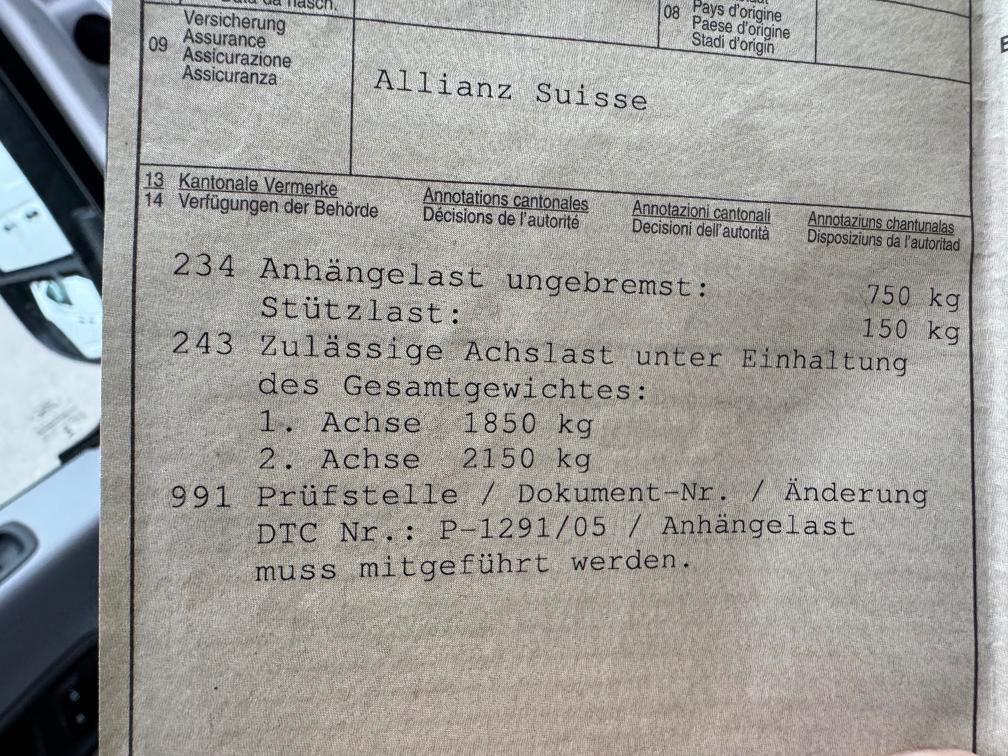 08 Pays d'origine
Paese d'origine
Stadi d'origin
09 Versicherung
Assurance
Assicurazione
Assicuranza
Allianz Suisse
13 Kantonale Vermerke Annotations cantonales Annotazioni cantonali Annotaziuns chantunalas
14 Verfügungen der Behörde Décisions de l'autorité Decisioni dell'autorità Disposiziuns da l'autoritad
234 Anhängelast ungebremst: 750 kg
Stützlast: 150 kg
243 Zulässige Achslast unter Einhaltung
des Gesamtgewichtes:
1. Achse 1850 kg
2. Achse 2150 kg
991 Prüfstelle / Dokument-Nr. / Änderung
DTC Nr.: P-1291/05 / Anhängelast
muss mitgeführt werden.